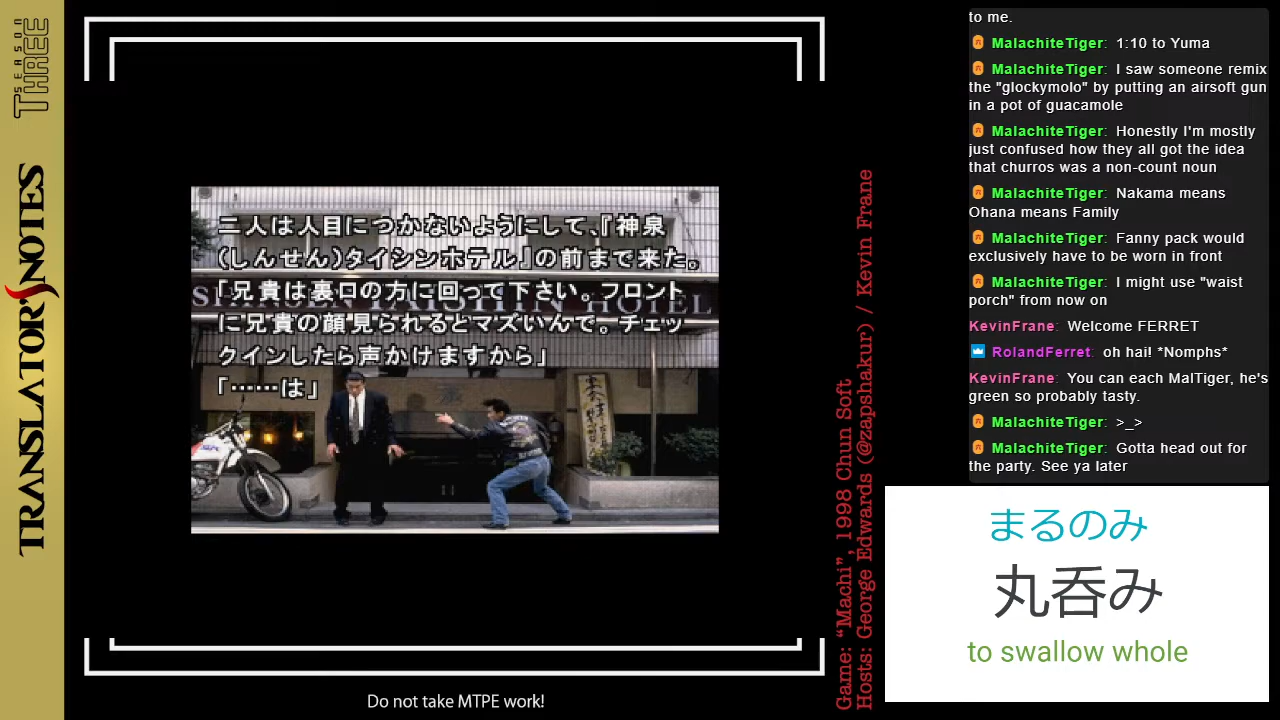 SEASON
THREE
TRANSLATOR'S NOTES
二人は人目につかないようにして、『神泉
(しんせん)タイシンホテル』の前まで来た。
「兄貴は裏口の方に回って下さい。フロント
に兄貴の顔見られるとマズいんで。チェッ
クインしたら声かけますから」
「……は」
HOTEL
Game: "Machi", 1998 Chun Soft
Hosts: George Edwards (@zapshakur) / Kevin Frane
Do not take MTPE work!
to me.
MalachiteTiger: 1:10 to Yuma
MalachiteTiger: I saw someone remix
the "glockymolo" by putting an airsoft gun
in a pot of guacamole
MalachiteTiger: Honestly I'm mostly
just confused how they all got the idea
that churros was a non-count noun
MalachiteTiger: Nakama means
Ohana means Family
MalachiteTiger: Fanny pack would
exclusively have to be worn in front
MalachiteTiger: I might use "waist
porch" from now on
KevinFrane: Welcome FERRET
RolandFerret: oh hai! *Nomphs*
KevinFrane: You can each MalTiger, he's
green so probably tasty.
MalachiteTiger: >_>
MalachiteTiger: Gotta head out for
the party. See ya later
まるのみ
丸呑み
to swallow whole